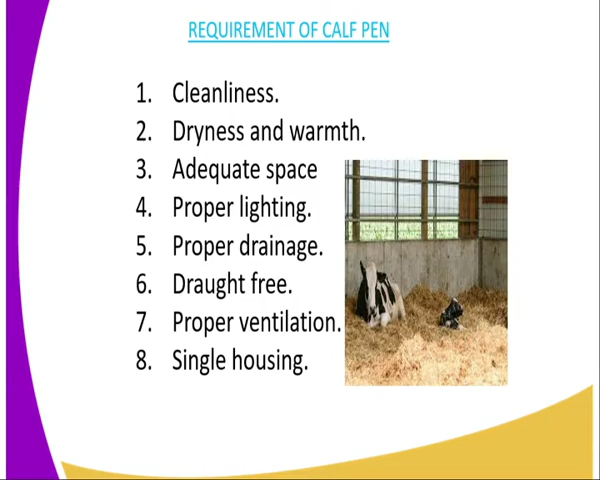 REQUIREMENT OF CALF PEN
1. Cleanliness.
2. Dryness and warmth.
3. Adequate space
4. Proper lighting.
5. Proper drainage.
6. Draught free.
7. Proper ventilation.
8. Single housing.